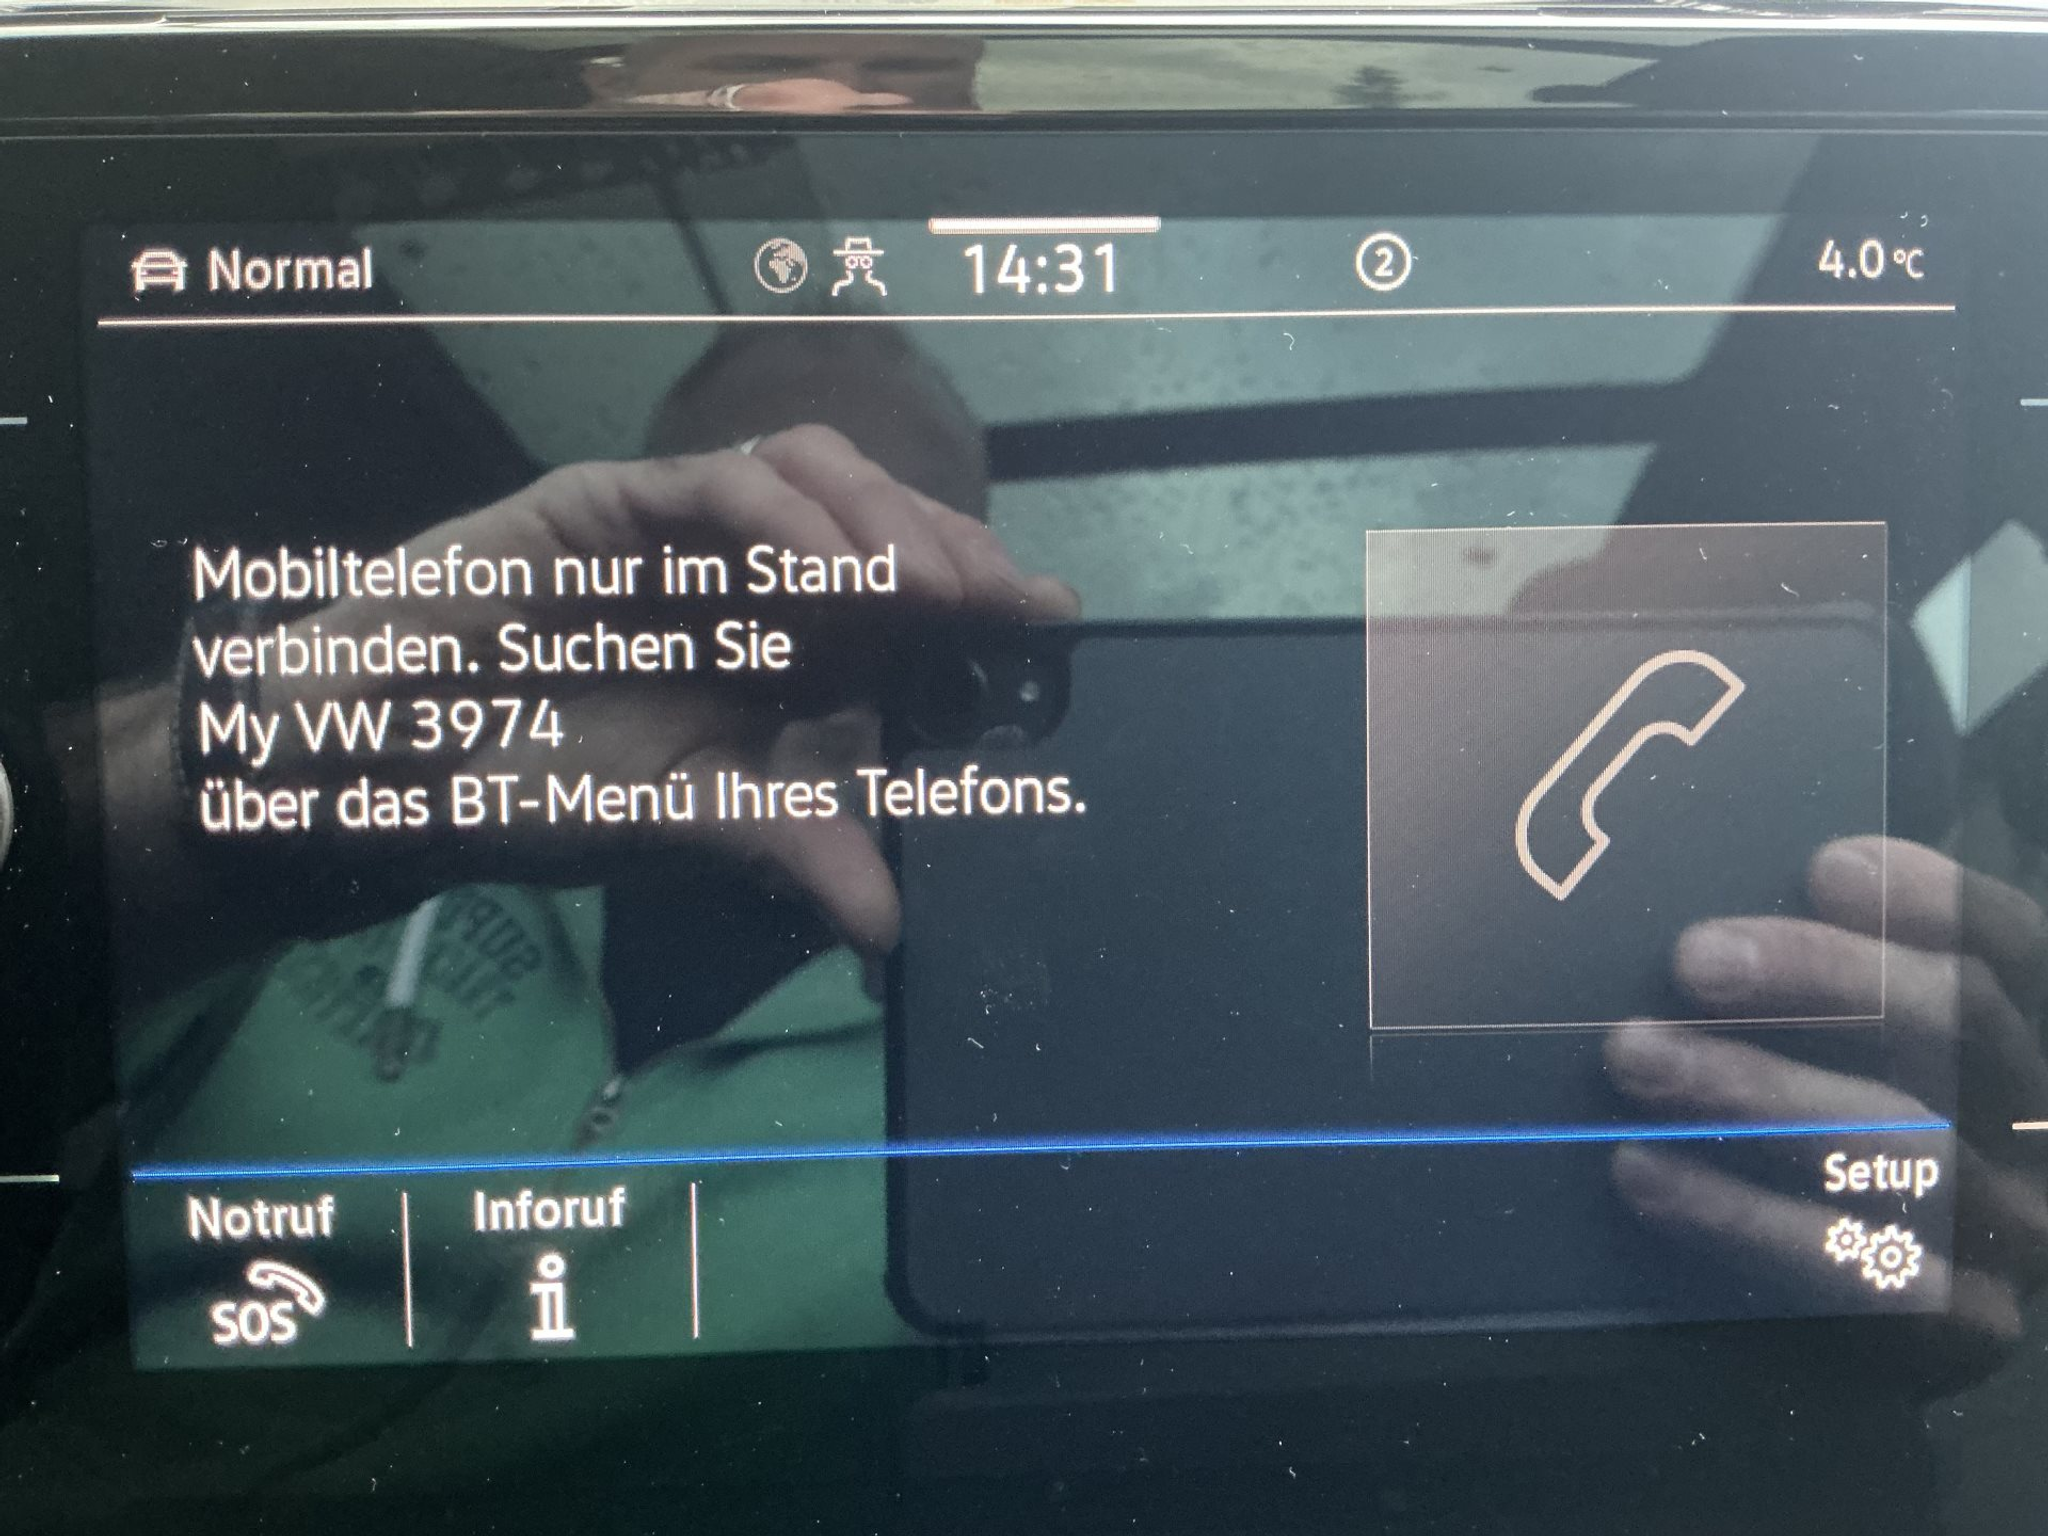 Normal
14:31
2
4.0 °C
Mobiltelefon nur im Stand
verbinden. Suchen Sie
My VW 3974
über das BT-Menü Ihres Telefons.
Setup
Notruf
Inforuf
SOS
i